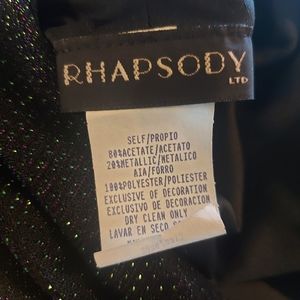 RHAPSODY
LTD
SELF/PROPIO
80%ACETATE/ACETATO
20%METALLIC/METALICO
AIA/FORRO
100%POLYESTER/POLIESTER
EXCLUSIVE OF DECORATION
EXCLUSIVO DE DECORACION
DRY CLEAN ONLY
LAVAR EN SECO